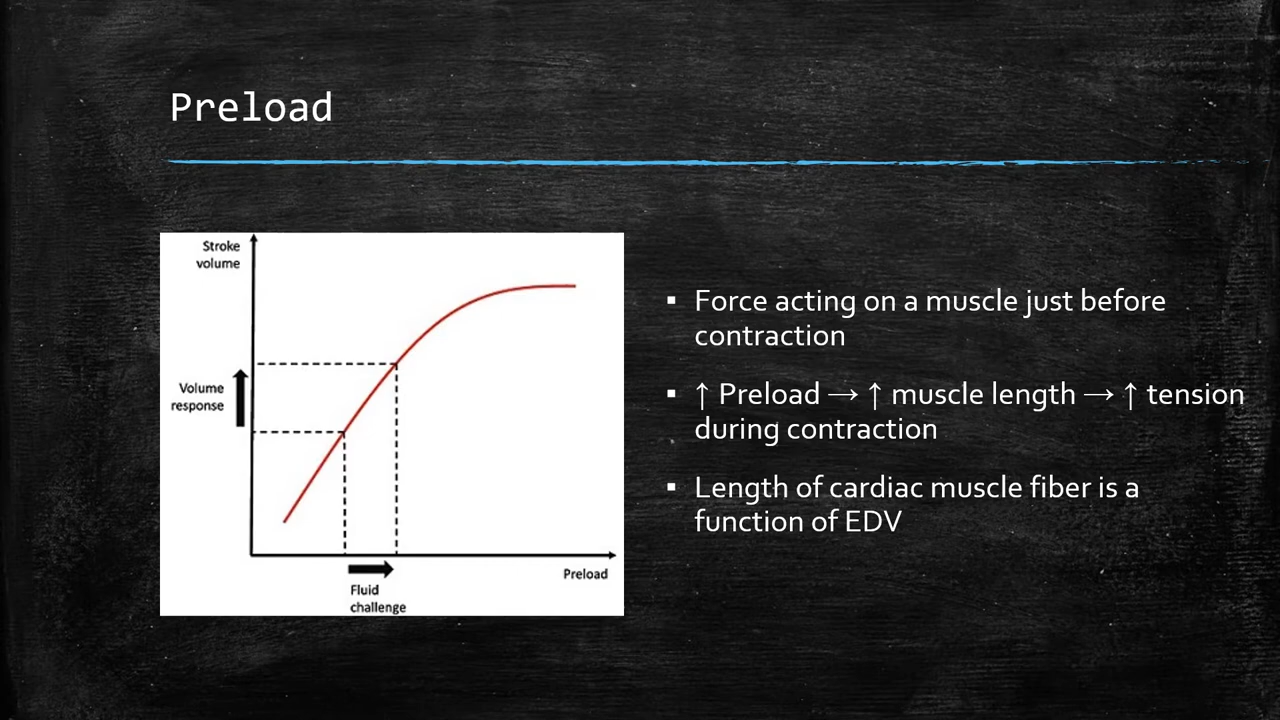 Preload
Stroke
volume
Volume
response
Preload
Fluid
challenge
▪ Force acting on a muscle just before
contraction
▪ ↑ Preload → ↑ muscle length → ↑ tension
during contraction
▪ Length of cardiac muscle fiber is a
function of EDV